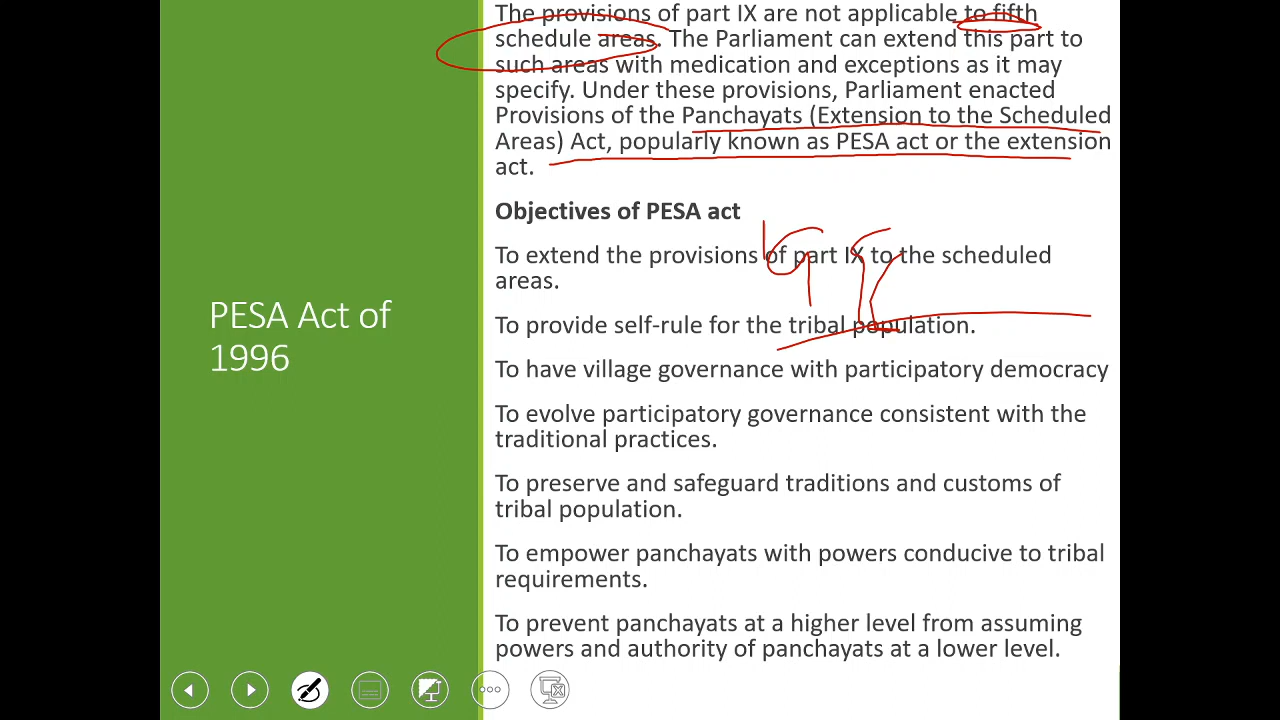 PESA Act of
1996
The provisions of part IX are not applicable to fifth
schedule areas. The Parliament can extend this part to
such areas with medication and exceptions as it may
specify. Under these provisions, Parliament enacted
Provisions of the Panchayats (Extension to the Scheduled
Areas) Act, popularly known as PESA act or the extension
act.
Objectives of PESA act
To extend the provisions of part IX to the scheduled
areas.
To provide self-rule for the tribal population.
To have village governance with participatory democracy
To evolve participatory governance consistent with the
traditional practices.
To preserve and safeguard traditions and customs of
tribal population.
To empower panchayats with powers conducive to tribal
requirements.
To prevent panchayats at a higher level from assuming
powers and authority of panchayats at a lower level.